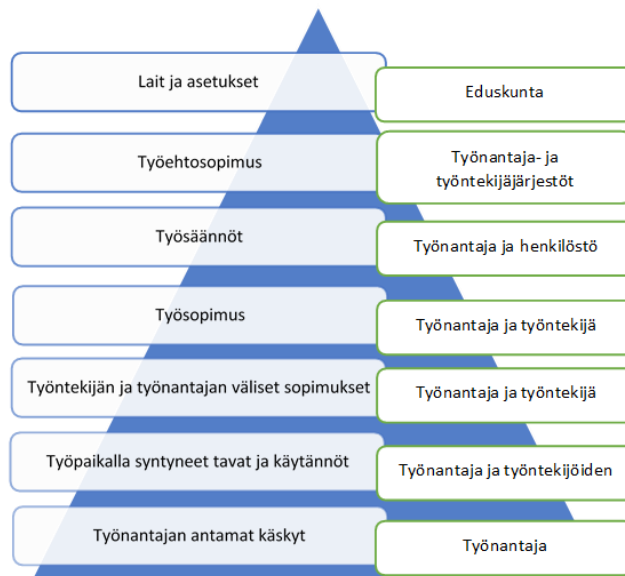 Lait ja asetukset
Eduskunta
Työehtosopimus
Työnantaja- ja
työntekijäjärjestöt
Työsäännöt
Työnantaja ja henkilöstö
Työsopimus
Työnantaja ja työntekijä
Työntekijän ja työnantajan väliset sopimukset
Työnantaja ja työntekijä
Työpaikalla syntyneet tavat ja käytännöt
Työnantaja ja työntekijöiden
Työnantajan antamat käskyt
Työnantaja